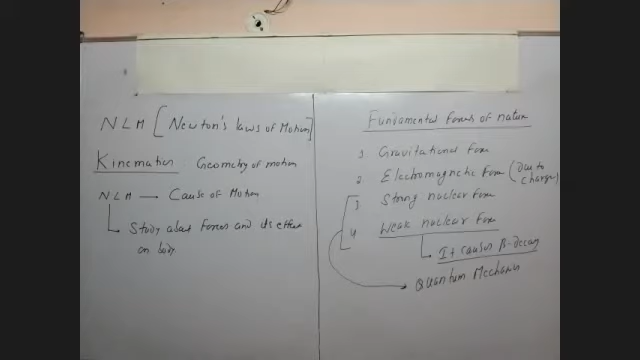 NLM [Newton's laws of Motion]
Kinematics : Geometry of motion
NLM — Cause of Motion
Study about Forces and its effect
on body.
Fundamental forces of nature
1 Gravitational Force
2 Electromagnetic Force (Due to charge)
3 Strong nuclear Force
4 Weak nuclear Force
It causes β-decay
Quantum Mechanics